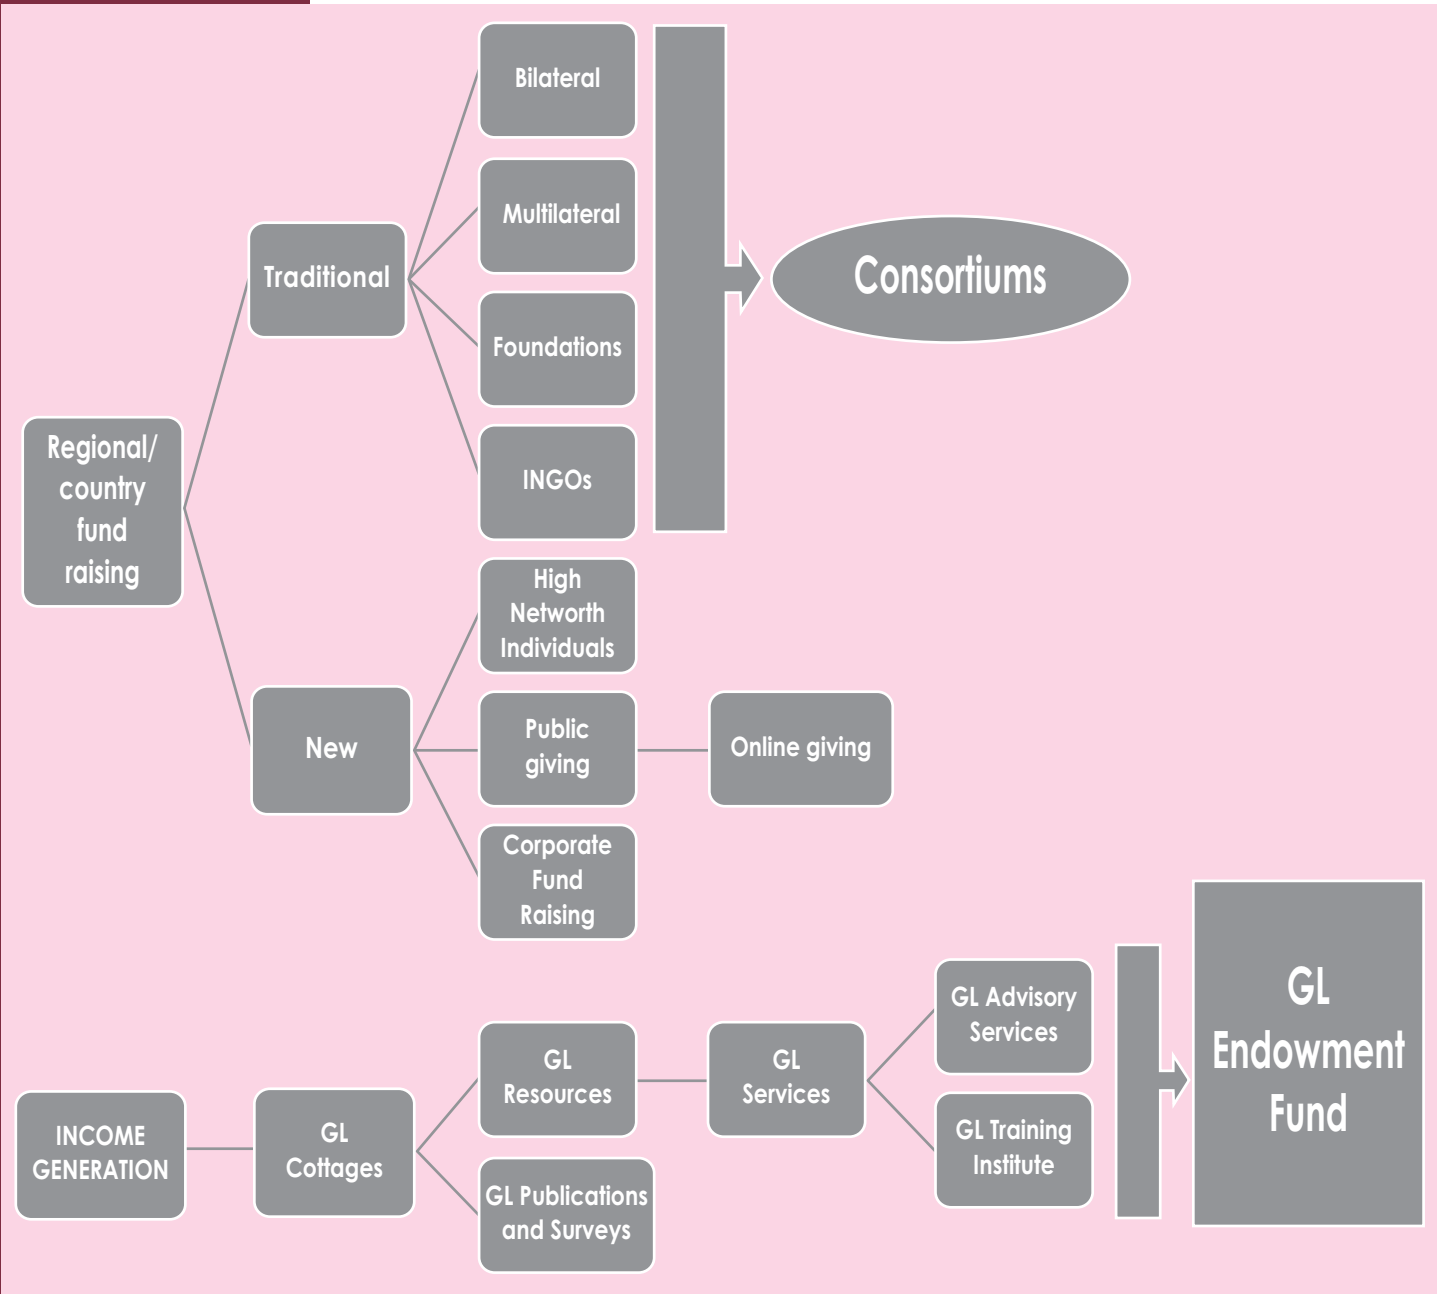 Bilateral
Multilateral
Traditional
Consortiums
Foundations
Regional/
country
fund
raising
INGOs
High
Networth
Individuals
New
Public
giving
Online giving
Corporate
Fund
Raising
GL Advisory
Services
GL
Endowment
Fund
GL
Resources
GL
Services
INCOME
GENERATION
GL
Cottages
GL Training
Institute
GL Publications
and Surveys